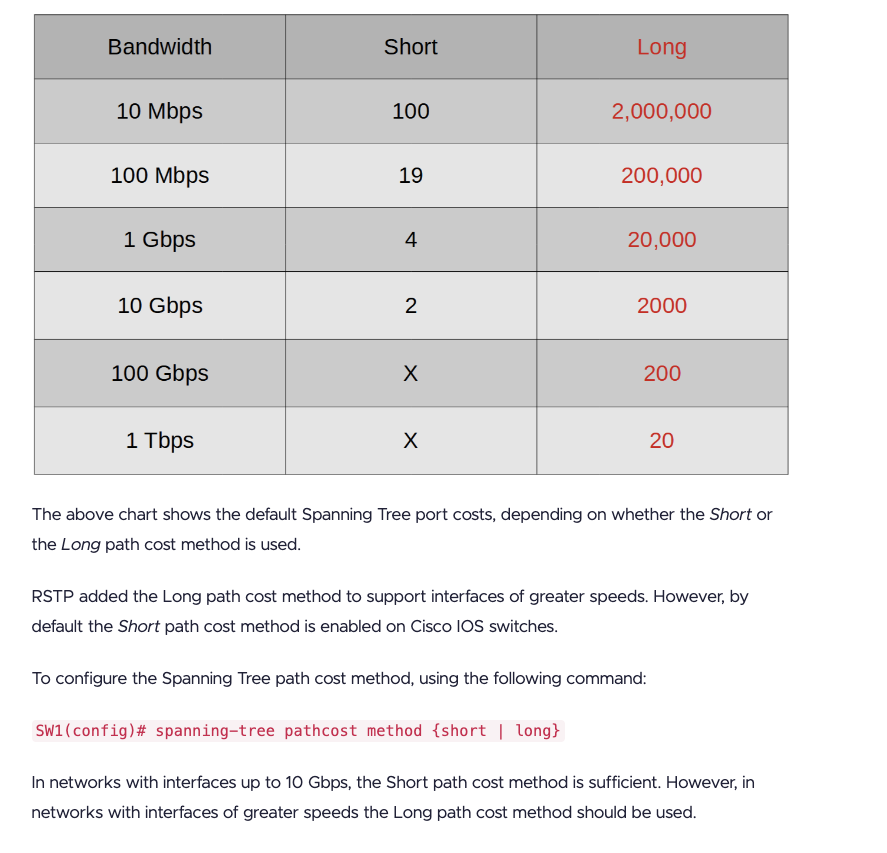 Bandwidth Short Long
10 Mbps 100 2,000,000
100 Mbps 19 200,000
1 Gbps 4 20,000
10 Gbps 2 2000
100 Gbps X 200
1 Tbps X 20
The above chart shows the default Spanning Tree port costs, depending on whether the Short or
the Long path cost method is used.
RSTP added the Long path cost method to support interfaces of greater speeds. However, by
default the Short path cost method is enabled on Cisco IOS switches.
To configure the Spanning Tree path cost method, using the following command:
SW1(config)# spanning-tree pathcost method {short | long}
In networks with interfaces up to 10 Gbps, the Short path cost method is sufficient. However, in
networks with interfaces of greater speeds the Long path cost method should be used.